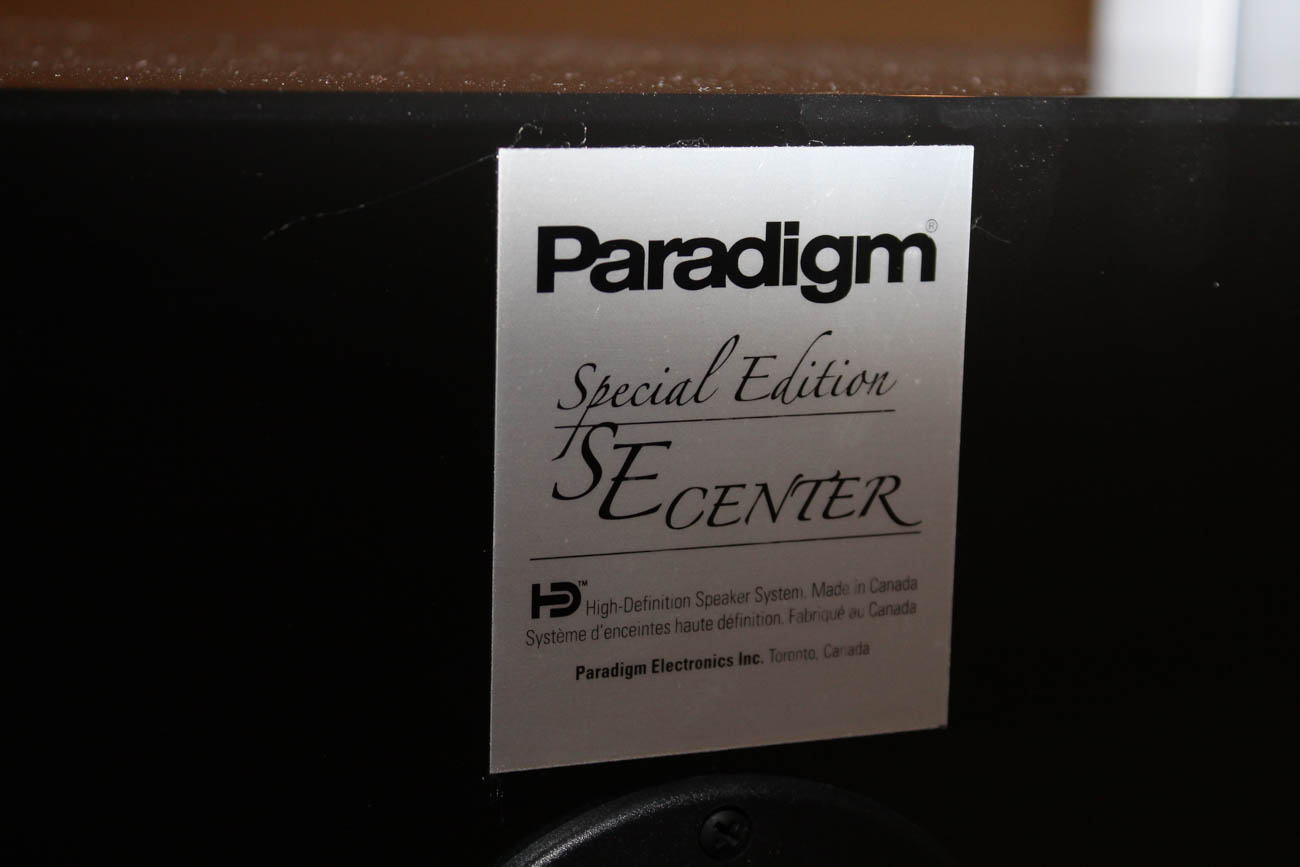 Paradigm®
Special Edition
SE CENTER
HD™ High-Definition Speaker System. Made in Canada
Système d'enceintes haute définition. Fabriqué au Canada
Paradigm Electronics Inc. Toronto, Canada